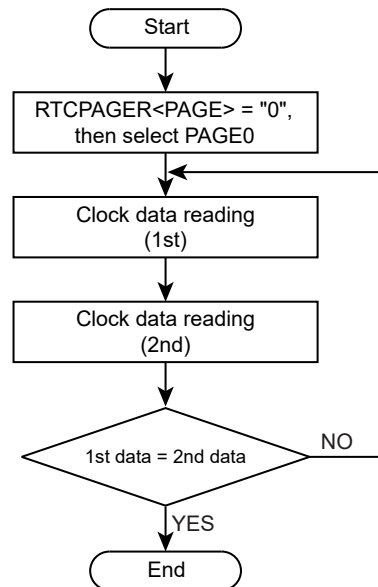 Start
RTCPAGER<PAGE> = "0",
then select PAGE0
Clock data reading
(1st)
Clock data reading
(2nd)
1st data = 2nd data
NO
YES
End